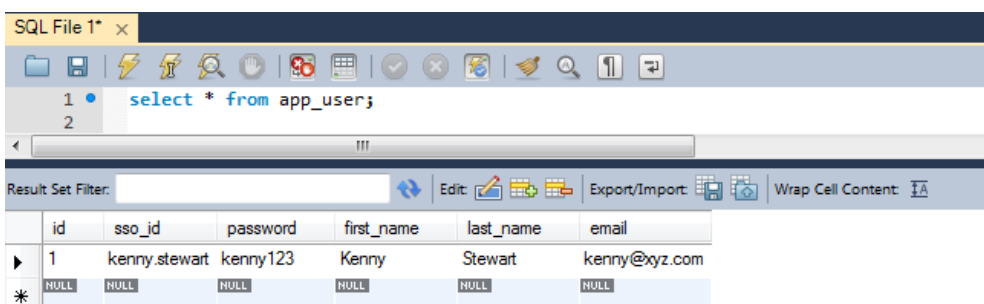 SQL File 1* ×
1 select * from app_user;
2
Result Set Filter: Edit: Export/Import: Wrap Cell Content: IA
id sso_id password first_name last_name email
1 kenny.stewart kenny123 Kenny Stewart kenny@xyz.com
NULL NULL NULL NULL NULL NULL